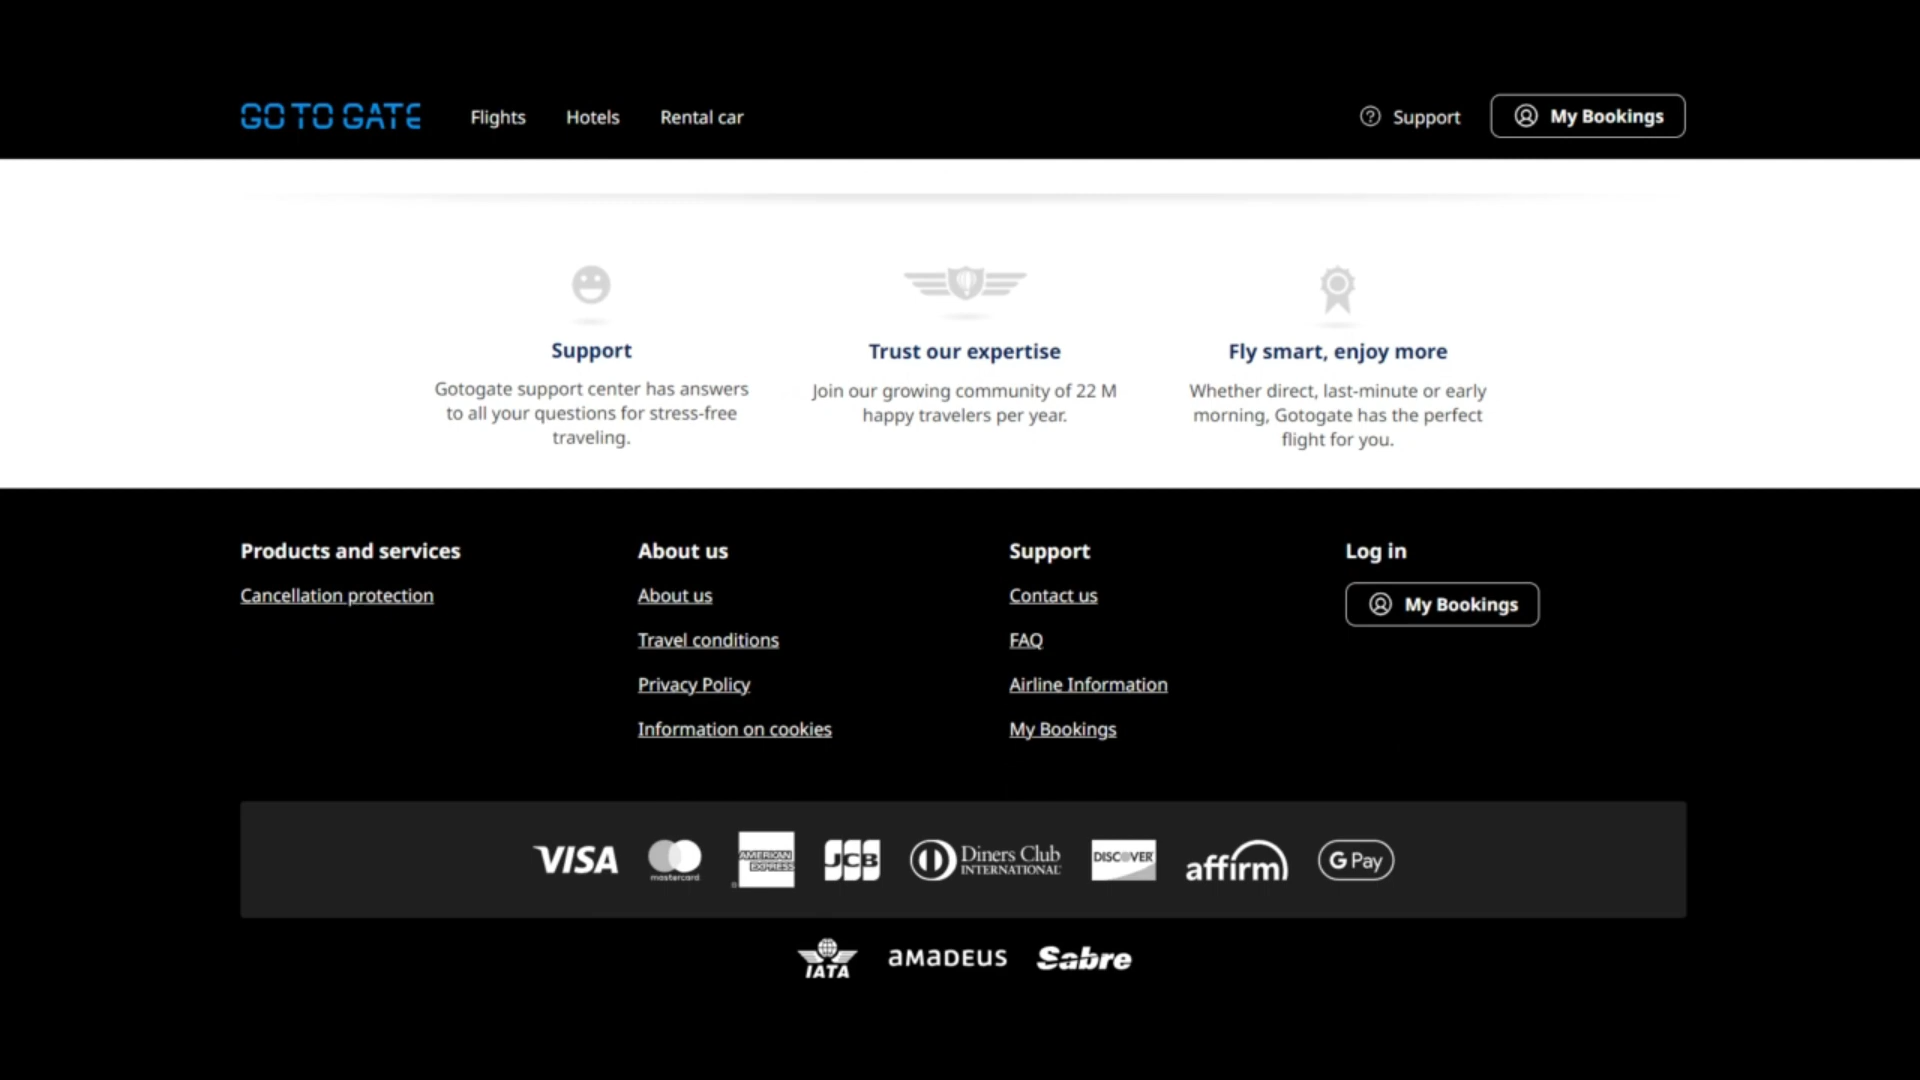 GO TO GATE
Flights
Hotels
Rental car
Support
My Bookings
Support
Gotogate support center has answers
to all your questions for stress-free
traveling.
Trust our expertise
Join our growing community of 22 M
happy travelers per year.
Fly smart, enjoy more
Whether direct, last-minute or early
morning, Gotogate has the perfect
flight for you.
Products and services
Cancellation protection
About us
About us
Travel conditions
Privacy Policy
Information on cookies
Support
Contact us
FAQ
Airline Information
My Bookings
Log in
My Bookings
VISA
mastercard
AMERICAN
EXPRESS
JCB
Diners Club
INTERNATIONAL
DISCOVER
affirm
G Pay
IATA
aMaDEUS
Sabre